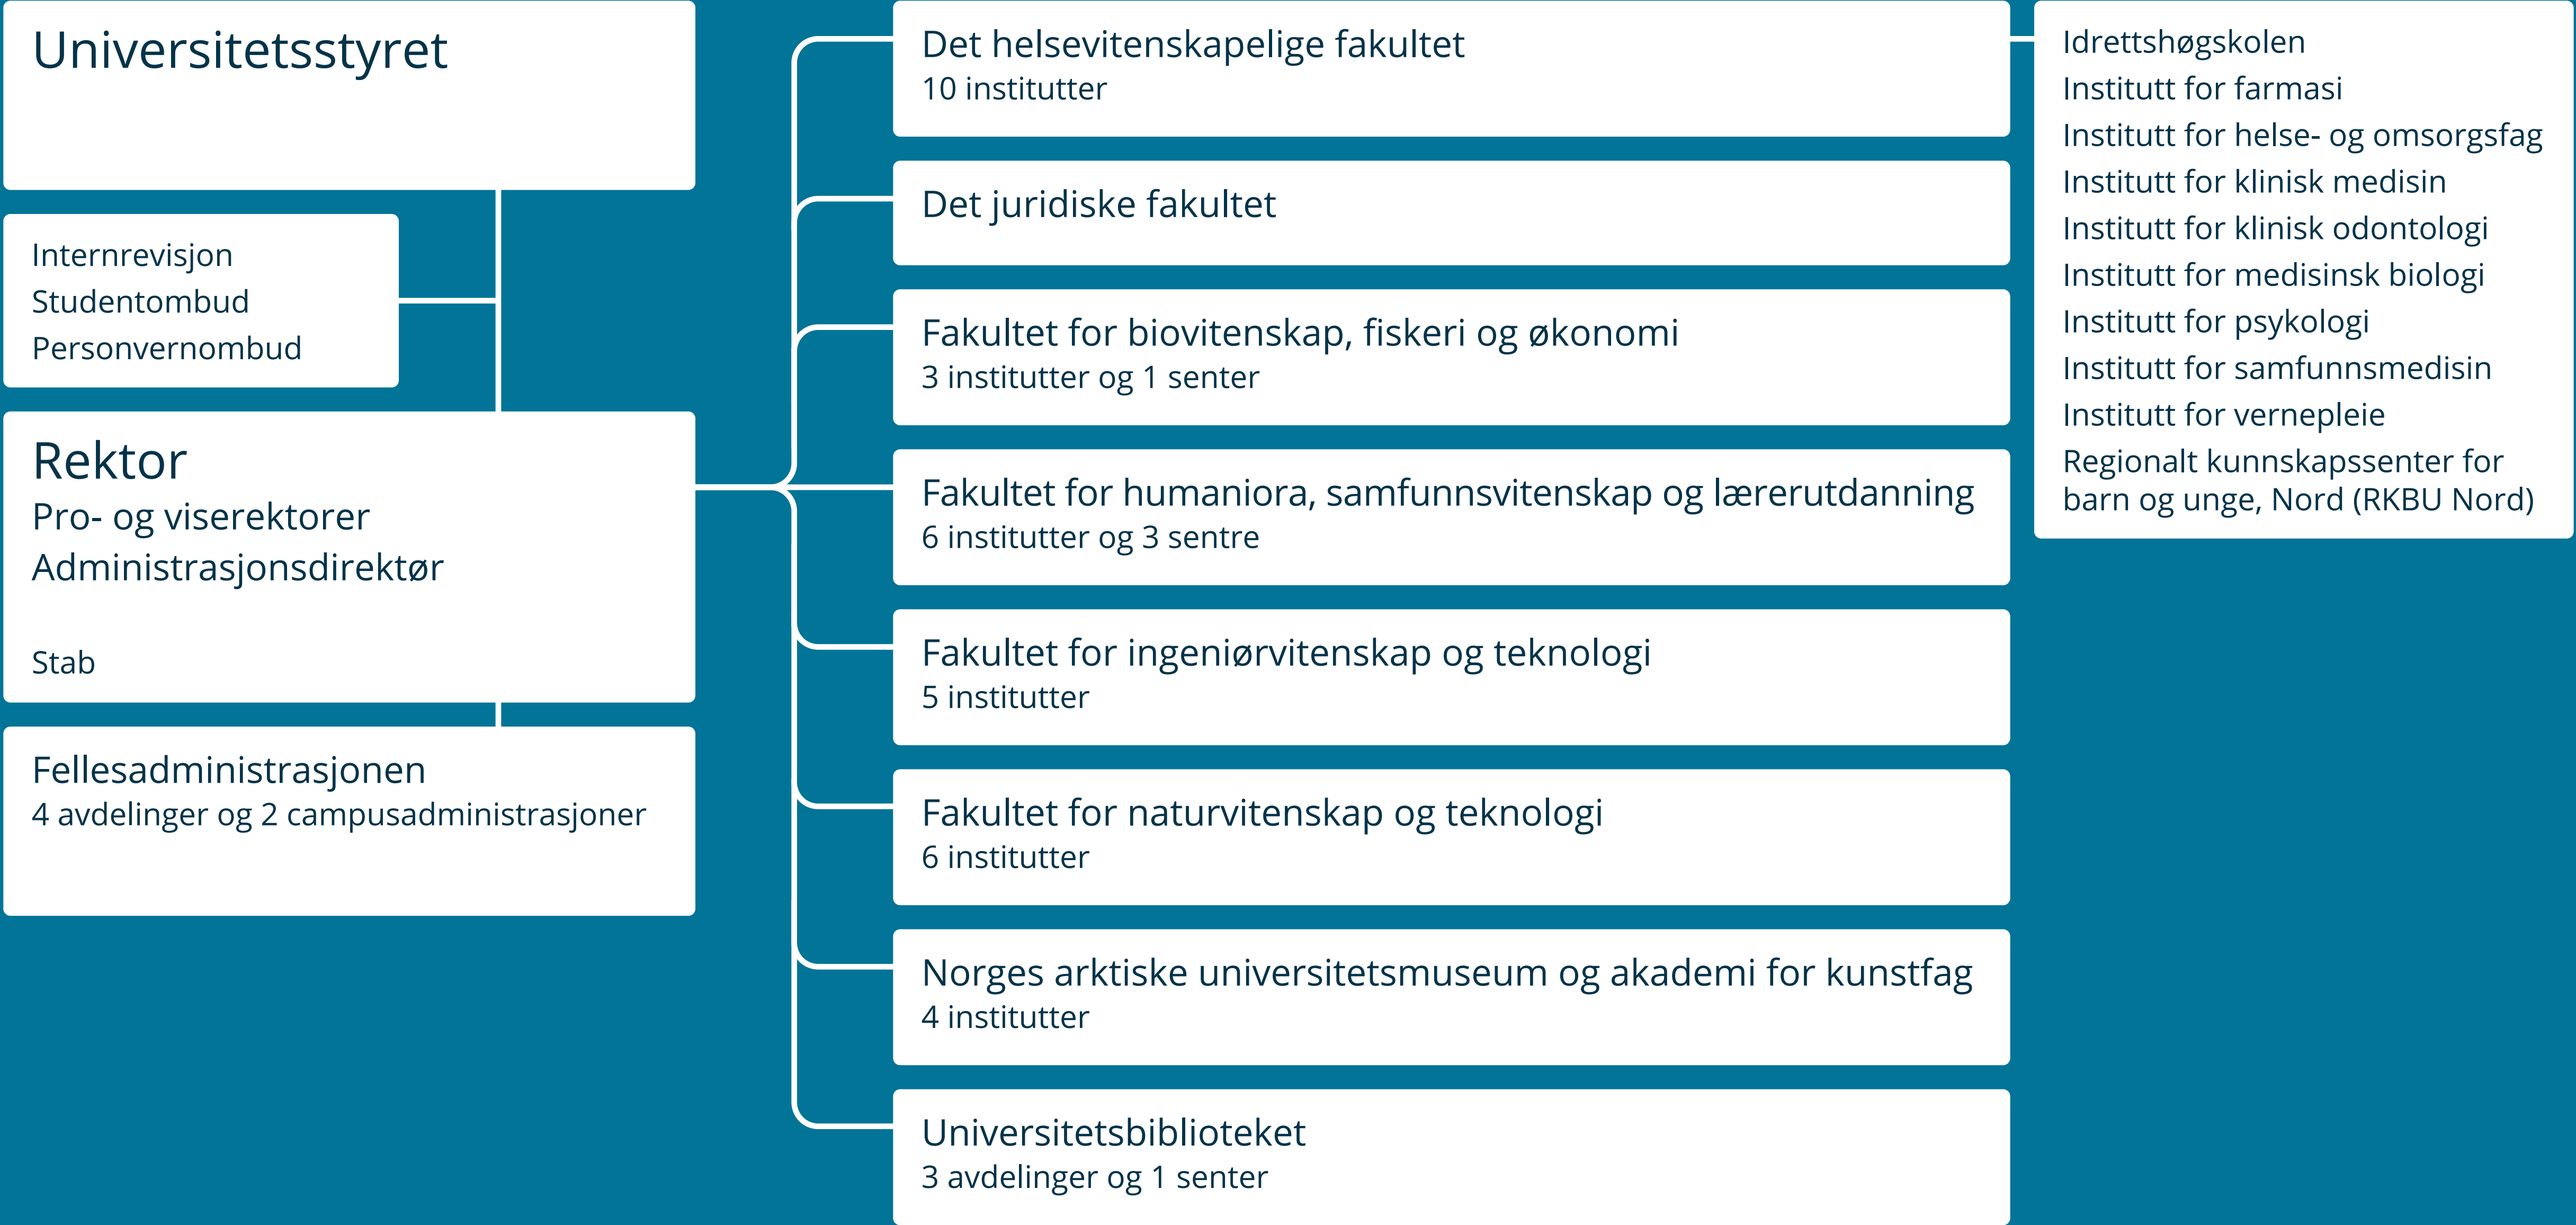 Universitetsstyret
Internrevisjon
Studentombud
Personvernombud
Rektor
Pro- og viserektorer
Administrasjonsdirektør
Stab
Fellesadministrasjonen
4 avdelinger og 2 campusadministrasjoner
Det helsevitenskapelige fakultet
10 institutter
Det juridiske fakultet
Fakultet for biovitenskap, fiskeri og økonomi
3 institutter og 1 senter
Fakultet for humaniora, samfunnsvitenskap og lærerutdanning
6 institutter og 3 sentre
Fakultet for ingeniørvitenskap og teknologi
5 institutter
Fakultet for naturvitenskap og teknologi
6 institutter
Norges arktiske universitetsmuseum og akademi for kunstfag
4 institutter
Universitetsbiblioteket
3 avdelinger og 1 senter
Idrettshøgskolen
Institutt for farmasi
Institutt for helse- og omsorgsfag
Institutt for klinisk medisin
Institutt for klinisk odontologi
Institutt for medisinsk biologi
Institutt for psykologi
Institutt for samfunnsmedisin
Institutt for vernepleie
Regionalt kunnskapssenter for
barn og unge, Nord (RKBU Nord)